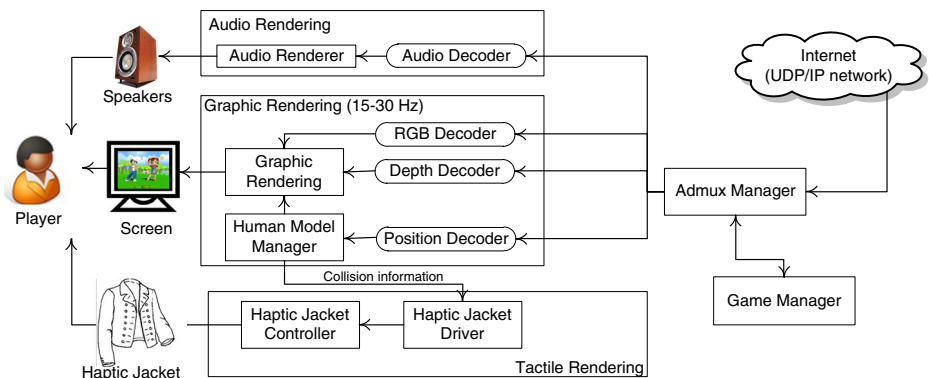 Audio Rendering
Audio Renderer
Audio Decoder
Speakers
Internet
(UDP/IP network)
Graphic Rendering (15-30 Hz)
RGB Decoder
Graphic
Rendering
Depth Decoder
Admux Manager
Player
Screen
Human Model
Manager
Position Decoder
Collision information
Game Manager
Haptic Jacket
Controller
Haptic Jacket
Driver
Haptic Jacket
Tactile Rendering